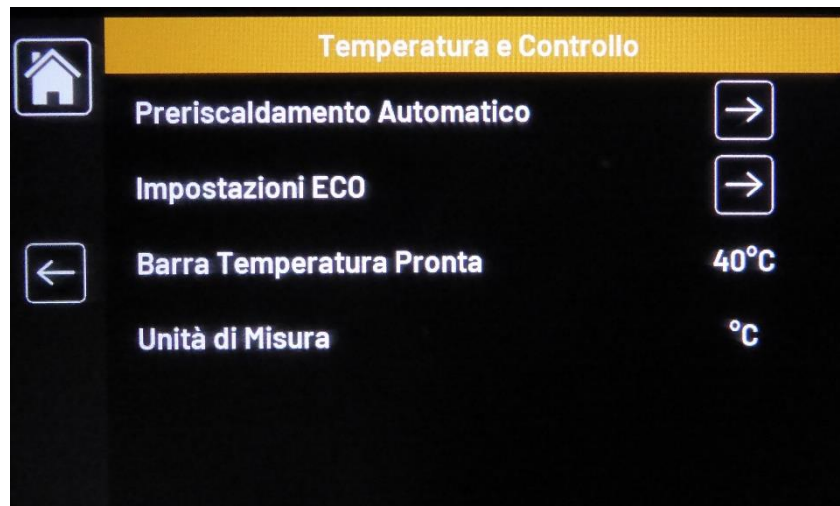 Temperatura e Controllo
Preriscaldamento Automatico
Impostazioni ECO
Barra Temperatura Pronta 40°C
Unità di Misura °C